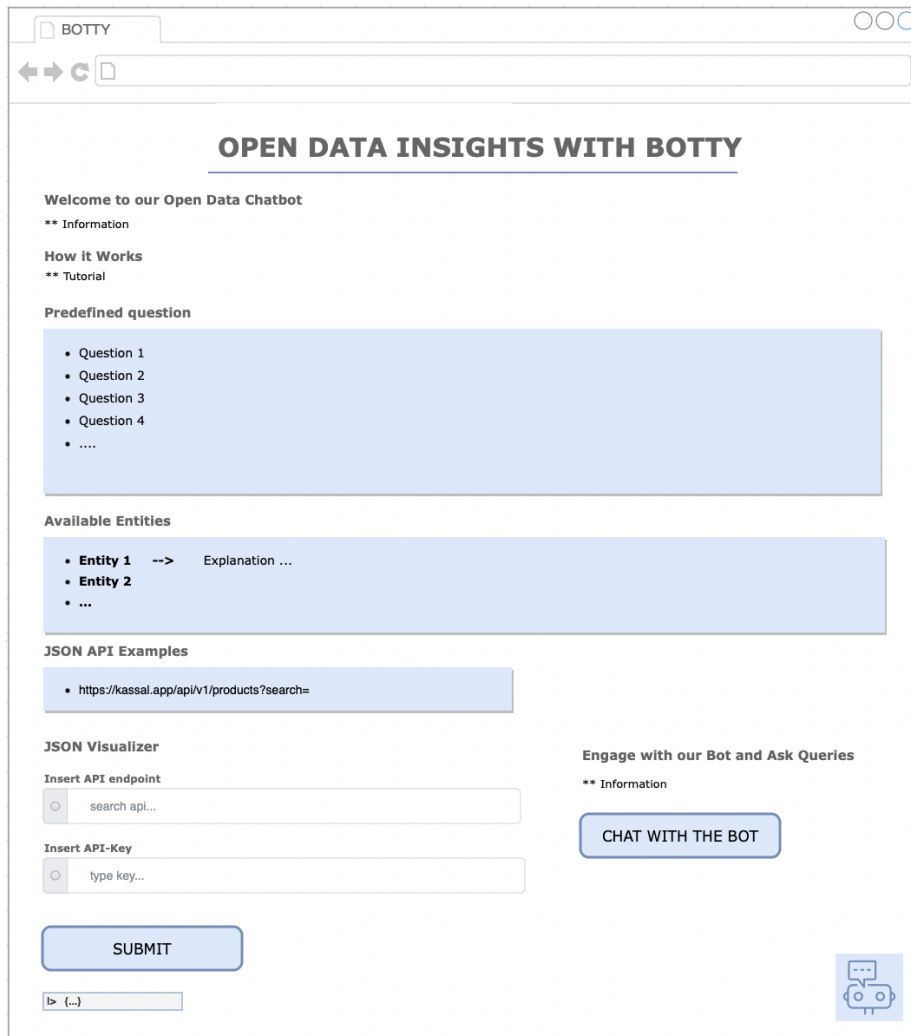 BOTTY
OPEN DATA INSIGHTS WITH BOTTY
Welcome to our Open Data Chatbot
** Information
How it Works
** Tutorial
Predefined question
• Question 1
• Question 2
• Question 3
• Question 4
• ....
Available Entities
• Entity 1 --> Explanation ...
• Entity 2
• ...
JSON API Examples
• https://kassal.app/api/v1/products?search=
JSON Visualizer
Insert API endpoint
search api...
Insert API-Key
type key...
SUBMIT
|> {...}
Engage with our Bot and Ask Queries
** Information
CHAT WITH THE BOT